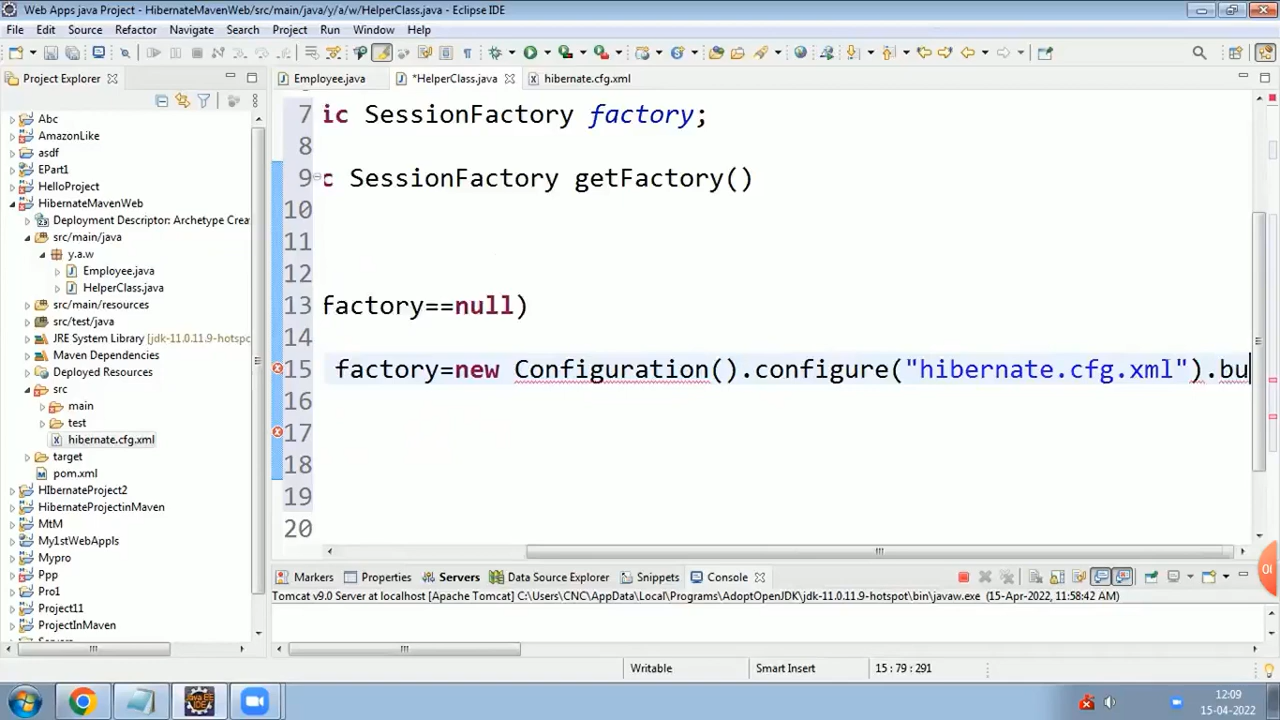 Web Apps java Project - HibernateMavenWeb/src/main/java/y/a/w/HelperClass.java - Eclipse IDE
File Edit Source Refactor Navigate Search Project Run Window Help
Project Explorer
Employee.java
*HelperClass.java
hibernate.cfg.xml
Abc
AmazonLike
asdf
EPart1
HelloProject
HibernateMavenWeb
Deployment Descriptor: Archetype Crea
src/main/java
y.a.w
Employee.java
HelperClass.java
src/main/resources
src/test/java
JRE System Library [jdk-11.0.11.9-hotspo
Maven Dependencies
Deployed Resources
src
main
test
hibernate.cfg.xml
target
pom.xml
HIbernateProject2
HibernateProjectinMaven
MtM
My1stWebAppls
Mypro
Ppp
Pro1
Project11
ProjectInMaven
7 ic SessionFactory factory;
8
9 c SessionFactory getFactory()
10
11
12
13 factory==null)
14
15 factory=new Configuration().configure("hibernate.cfg.xml").bu
16
17
18
19
20
Markers Properties Servers Data Source Explorer Snippets Console
Tomcat v9.0 Server at localhost [Apache Tomcat] C:\Users\CNC\AppData\Local\Programs\AdoptOpenJDK\jdk-11.0.11.9-hotspot\bin\javaw.exe (15-Apr-2022, 11:58:42 AM)
Writable Smart Insert 15 : 79 : 291
12:09
15-04-2022